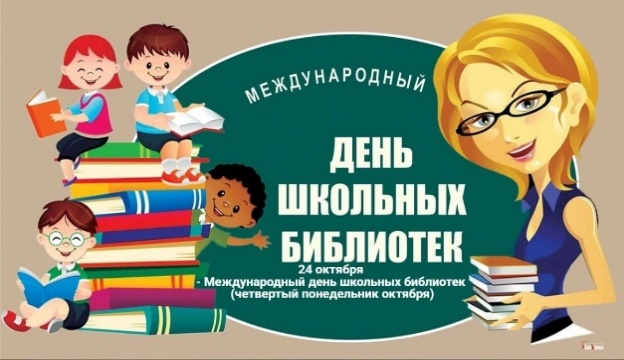 МЕЖДУНАРОДНЫЙ
ДЕНЬ
ШКОЛЬНЫХ
БИБЛИОТЕК
24 октября
- Международный день школьных библиотек
(четвертый понедельник октября)